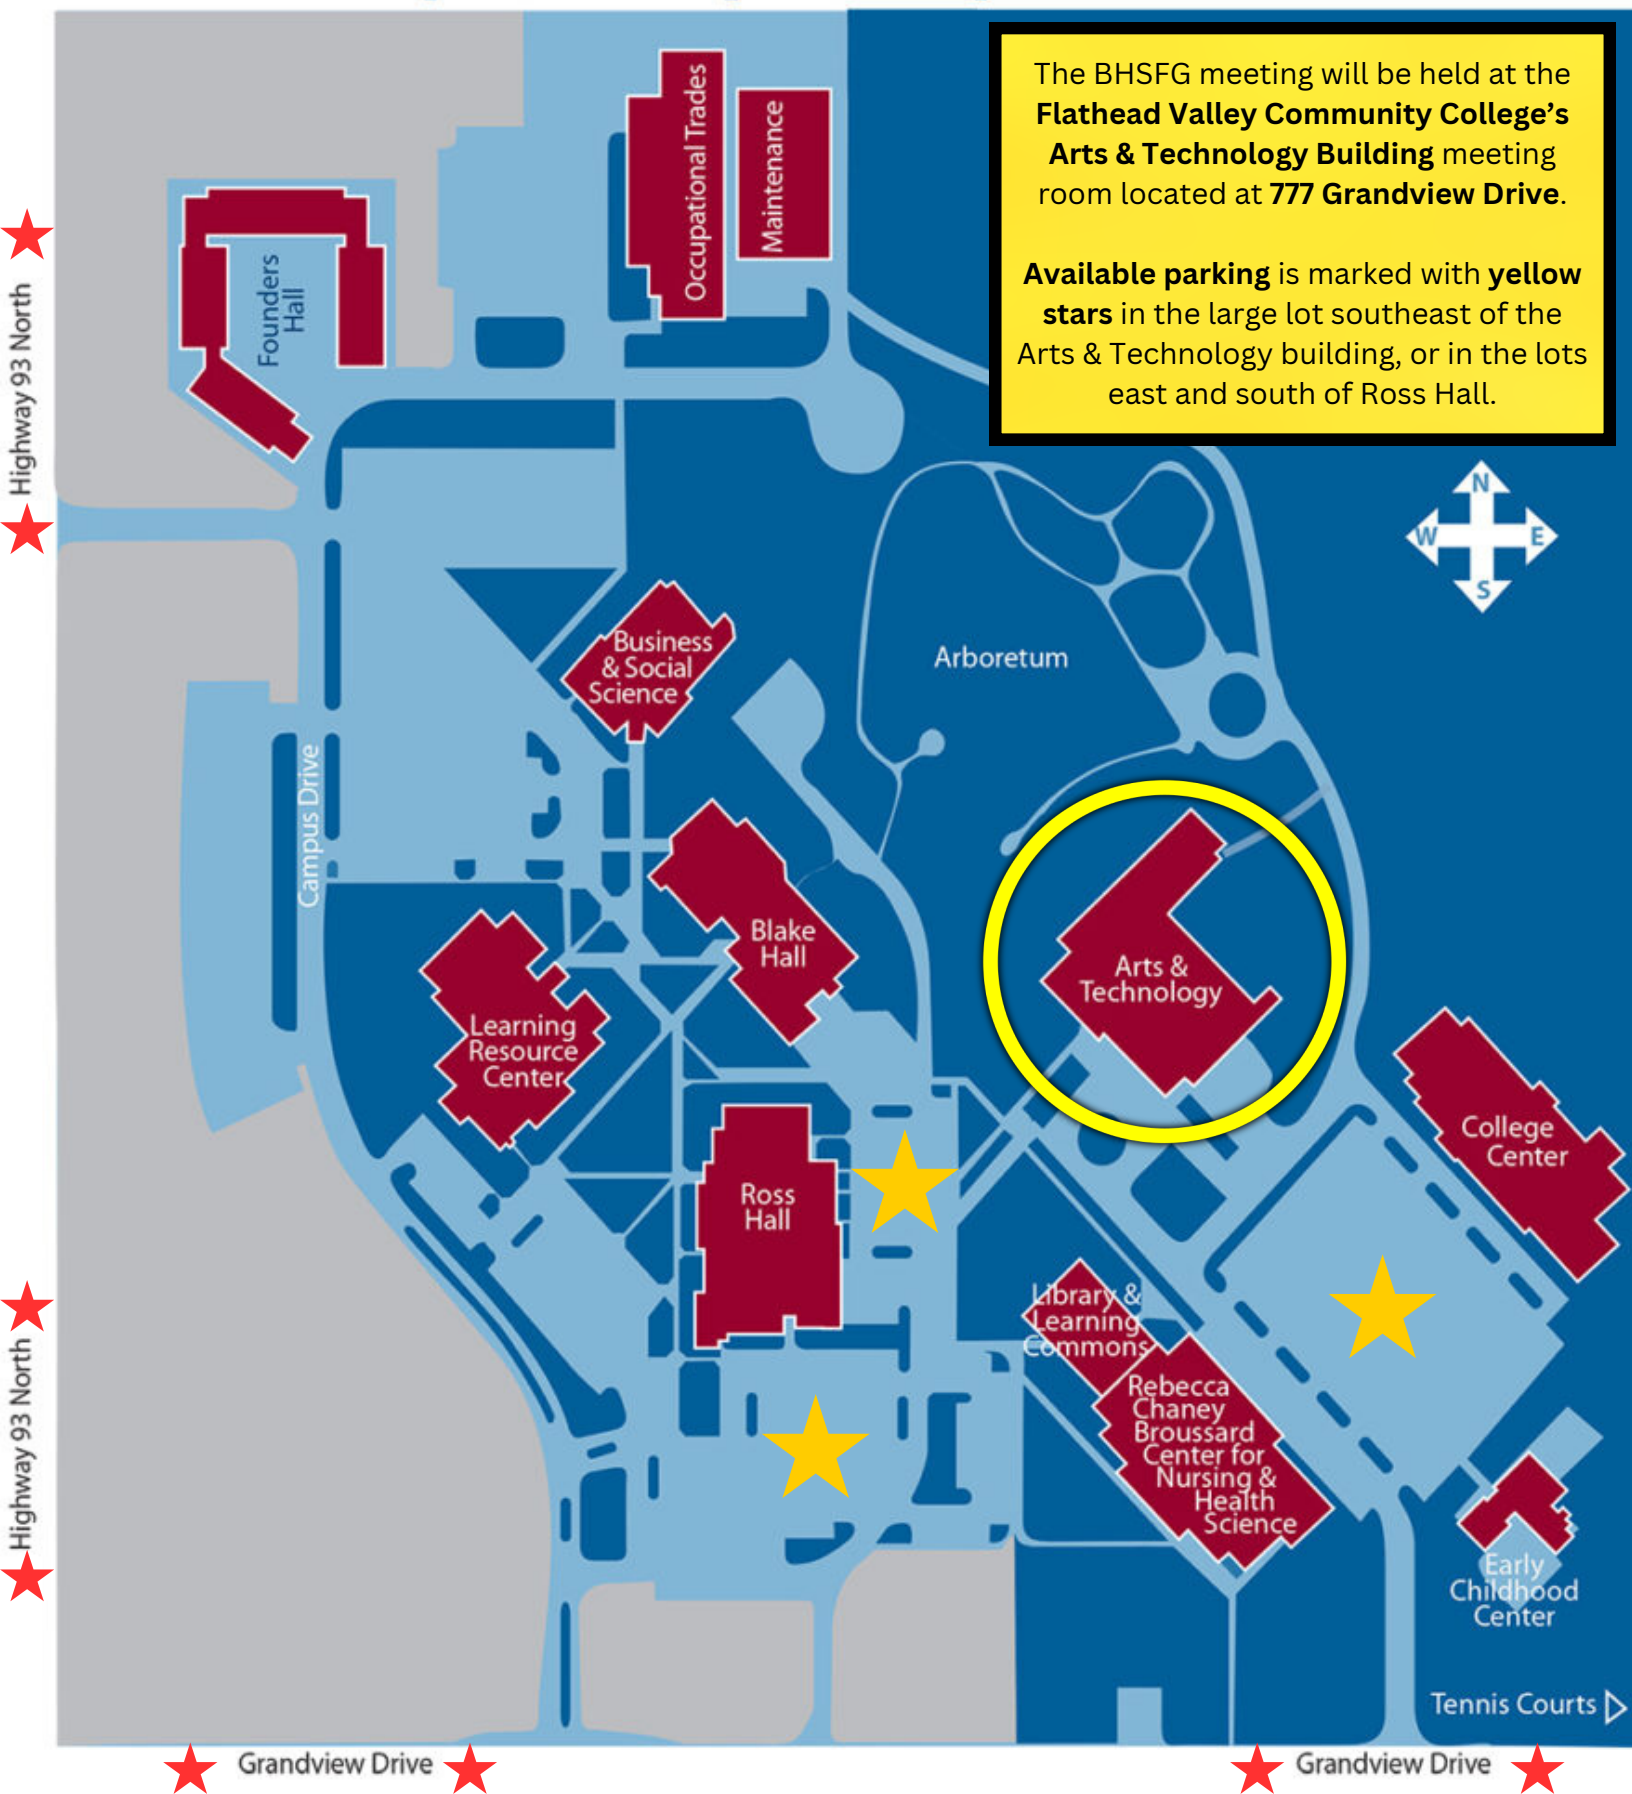 The BHSFG meeting will be held at the
Flathead Valley Community College’s
Arts & Technology Building meeting
room located at 777 Grandview Drive.
Available parking is marked with yellow
stars in the large lot southeast of the
Arts & Technology building, or in the lots
east and south of Ross Hall.
Occupational Trades
Maintenance
Founders
Hall
Highway 93 North
N
W
E
S
Business
& Social
Science
Arboretum
Campus Drive
Blake
Hall
Arts &
Technology
Learning
Resource
Center
College
Center
Ross
Hall
Library &
Learning
Commons
Rebecca
Chaney
Broussard
Center for
Nursing &
Health
Science
Highway 93 North
Early
Childhood
Center
Tennis Courts
Grandview Drive
Grandview Drive